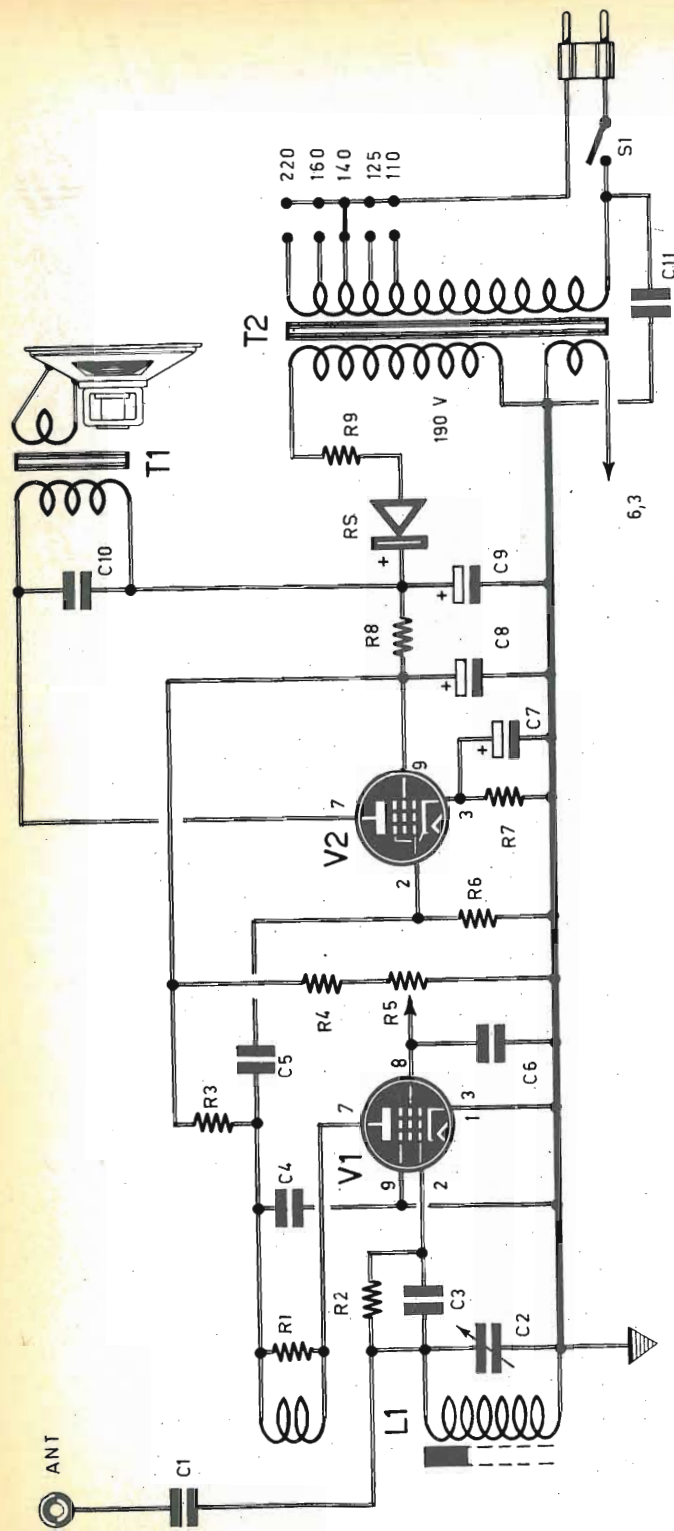 ANT
C1
L1
R1
R2
C3
C2
C4
R3
C5
V1
7
9
2
8
3
1
C6
R4
R5
V2
7
2
9
3
R6
R7
C7
C8
C9
R8
+
+
+
+
RS
R9
C10
T1
T2
190 V
6,3
220
160
140
125
110
S1
C11